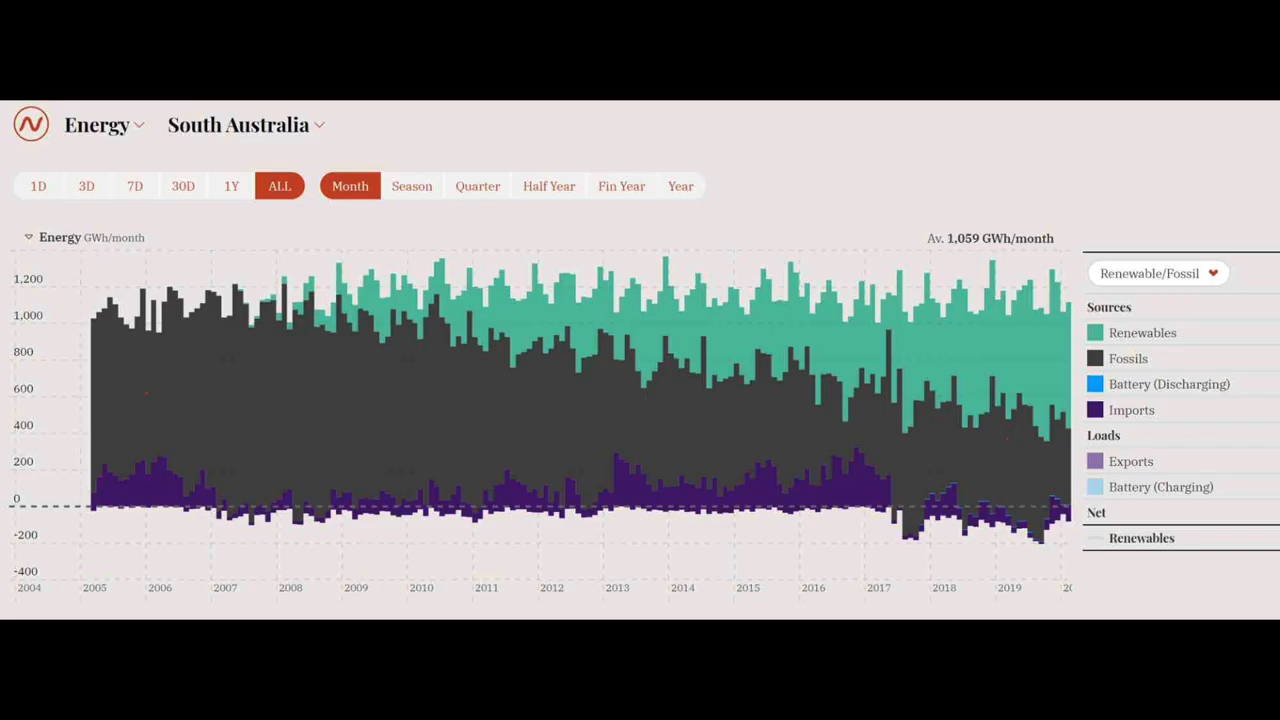 Energy South Australia
1D 3D 7D 30D 1Y ALL Month Season Quarter Half Year Fin Year Year
Energy GWh/month Av. 1,059 GWh/month
1,200
1,000
800
600
400
200
0
-200
-400
2004 2005 2006 2007 2008 2009 2010 2011 2012 2013 2014 2015 2016 2017 2018 2019 20
Renewable/Fossil
Sources
Renewables
Fossils
Battery (Discharging)
Imports
Loads
Exports
Battery (Charging)
Net
Renewables